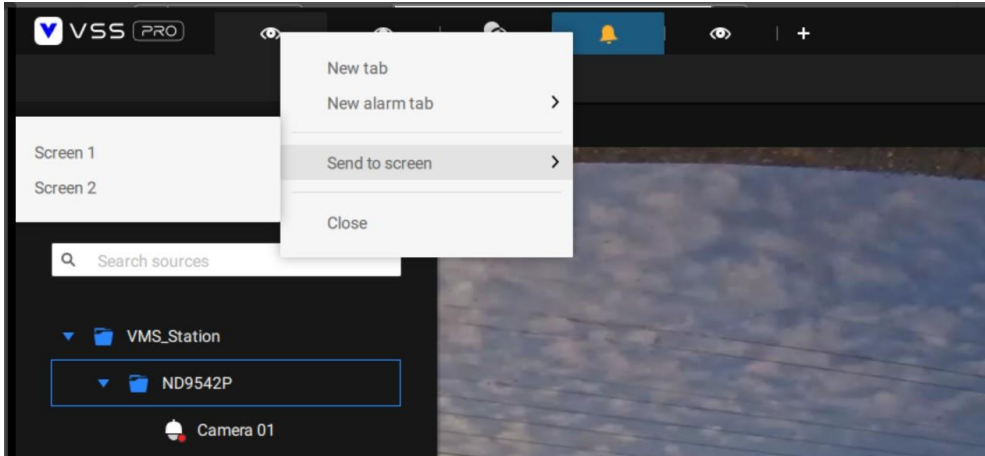 VSS PRO
New tab
New alarm tab
Send to screen
Close
Screen 1
Screen 2
Search sources
VMS_Station
ND9542P
Camera 01